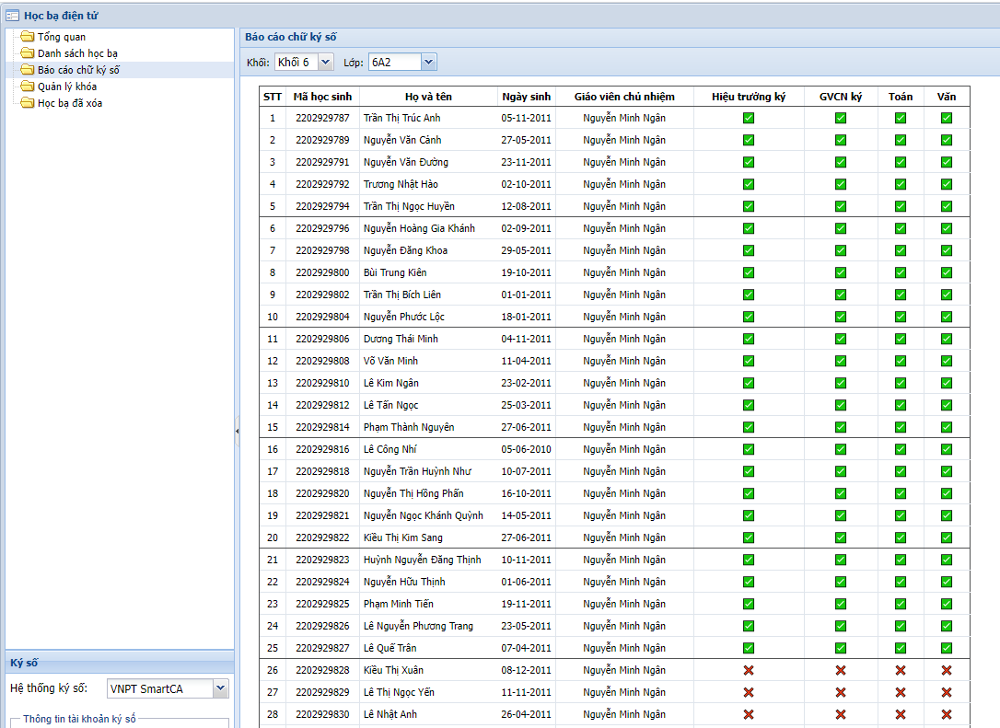 Học bạ điện tử
Tổng quan
Danh sách học bạ
Báo cáo chữ ký số
Quản lý khóa
Học bạ đã xóa
Ký số
Hệ thống ký số: VNPT SmartCA
Thông tin tài khoản ký số
Báo cáo chữ ký số
Khối: Khối 6 Lớp: 6A2
STT Mã học sinh Họ và tên Ngày sinh Giáo viên chủ nhiệm Hiệu trưởng ký GVCN ký Toán Văn
1 2202929787 Trần Thị Trúc Anh 05-11-2011 Nguyễn Minh Ngân
2 2202929789 Nguyễn Văn Cảnh 27-05-2011 Nguyễn Minh Ngân
3 2202929791 Nguyễn Văn Đường 23-11-2011 Nguyễn Minh Ngân
4 2202929792 Trương Nhật Hào 02-10-2011 Nguyễn Minh Ngân
5 2202929794 Trần Thị Ngọc Huyền 12-08-2011 Nguyễn Minh Ngân
6 2202929796 Nguyễn Hoàng Gia Khánh 02-09-2011 Nguyễn Minh Ngân
7 2202929798 Nguyễn Đăng Khoa 29-05-2011 Nguyễn Minh Ngân
8 2202929800 Bùi Trung Kiên 19-10-2011 Nguyễn Minh Ngân
9 2202929802 Trần Thị Bích Liên 01-01-2011 Nguyễn Minh Ngân
10 2202929804 Nguyễn Phước Lộc 18-01-2011 Nguyễn Minh Ngân
11 2202929806 Dương Thái Minh 04-11-2011 Nguyễn Minh Ngân
12 2202929808 Võ Văn Minh 11-04-2011 Nguyễn Minh Ngân
13 2202929810 Lê Kim Ngân 23-02-2011 Nguyễn Minh Ngân
14 2202929812 Lê Tấn Ngọc 25-03-2011 Nguyễn Minh Ngân
15 2202929814 Phạm Thành Nguyên 27-06-2011 Nguyễn Minh Ngân
16 2202929816 Lê Công Nhí 05-06-2010 Nguyễn Minh Ngân
17 2202929818 Nguyễn Trần Huỳnh Như 10-07-2011 Nguyễn Minh Ngân
18 2202929820 Nguyễn Thị Hồng Phấn 16-10-2011 Nguyễn Minh Ngân
19 2202929821 Nguyễn Ngọc Khánh Quỳnh 14-05-2011 Nguyễn Minh Ngân
20 2202929822 Kiều Thị Kim Sang 27-06-2011 Nguyễn Minh Ngân
21 2202929823 Huỳnh Nguyễn Đăng Thịnh 10-11-2011 Nguyễn Minh Ngân
22 2202929824 Nguyễn Hữu Thịnh 01-06-2011 Nguyễn Minh Ngân
23 2202929825 Phạm Minh Tiến 19-11-2011 Nguyễn Minh Ngân
24 2202929826 Lê Nguyễn Phương Trang 23-05-2011 Nguyễn Minh Ngân
25 2202929827 Lê Quế Trân 07-04-2011 Nguyễn Minh Ngân
26 2202929828 Kiều Thị Xuân 08-12-2011 Nguyễn Minh Ngân
27 2202929829 Lê Thị Ngọc Yến 11-11-2011 Nguyễn Minh Ngân
28 2202929830 Lê Nhật Anh 26-04-2011 Nguyễn Minh Ngân